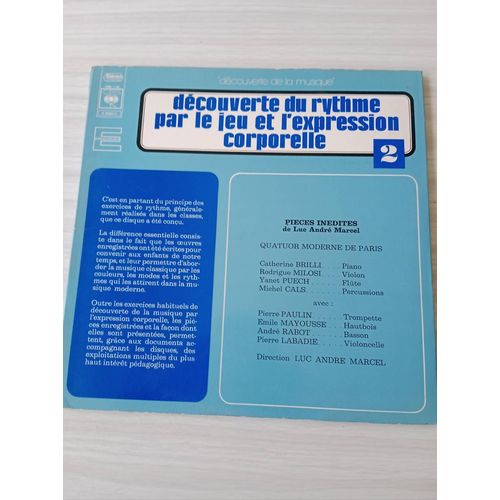 "découverte de la musique"
découverte du rythme
par le jeu et l'expression
corporelle
2
CBS
E
C'est en partant du principe des
exercices de rythme, générale-
ment réalisés dans les classes,
que ce disque a été conçu.
La différence essentielle consis-
te dans le fait que les œuvres
enregistrées ont été écrites pour
convenir aux enfants de notre
temps, et leur permettre d'abor-
der la musique classique par les
couleurs, les modes et les ryth-
mes qui les attirent dans la mu-
sique moderne.
Outre les exercices habituels de
découverte de la musique par
l'expression corporelle, les piè-
ces enregistrées et la façon dont
elles sont présentées, permet-
tent, grâce aux documents ac-
compagnant les disques, des
exploitations multiples du plus
haut intérêt pédagogique.
PIECES INEDITES
de Luc André Marcel
QUATUOR MODERNE DE PARIS
Catherine BRILLI .... Piano
Rodrigue MILOSI .... Violon
Yanet PUECH .... Flûte
Michel CALS .... Percussions
avec :
Pierre PAULIN .... Trompette
Emile MAYOUSSE .... Hautbois
André RABOT .... Basson
Pierre LABADIE .... Violoncelle
Direction LUC ANDRE MARCEL